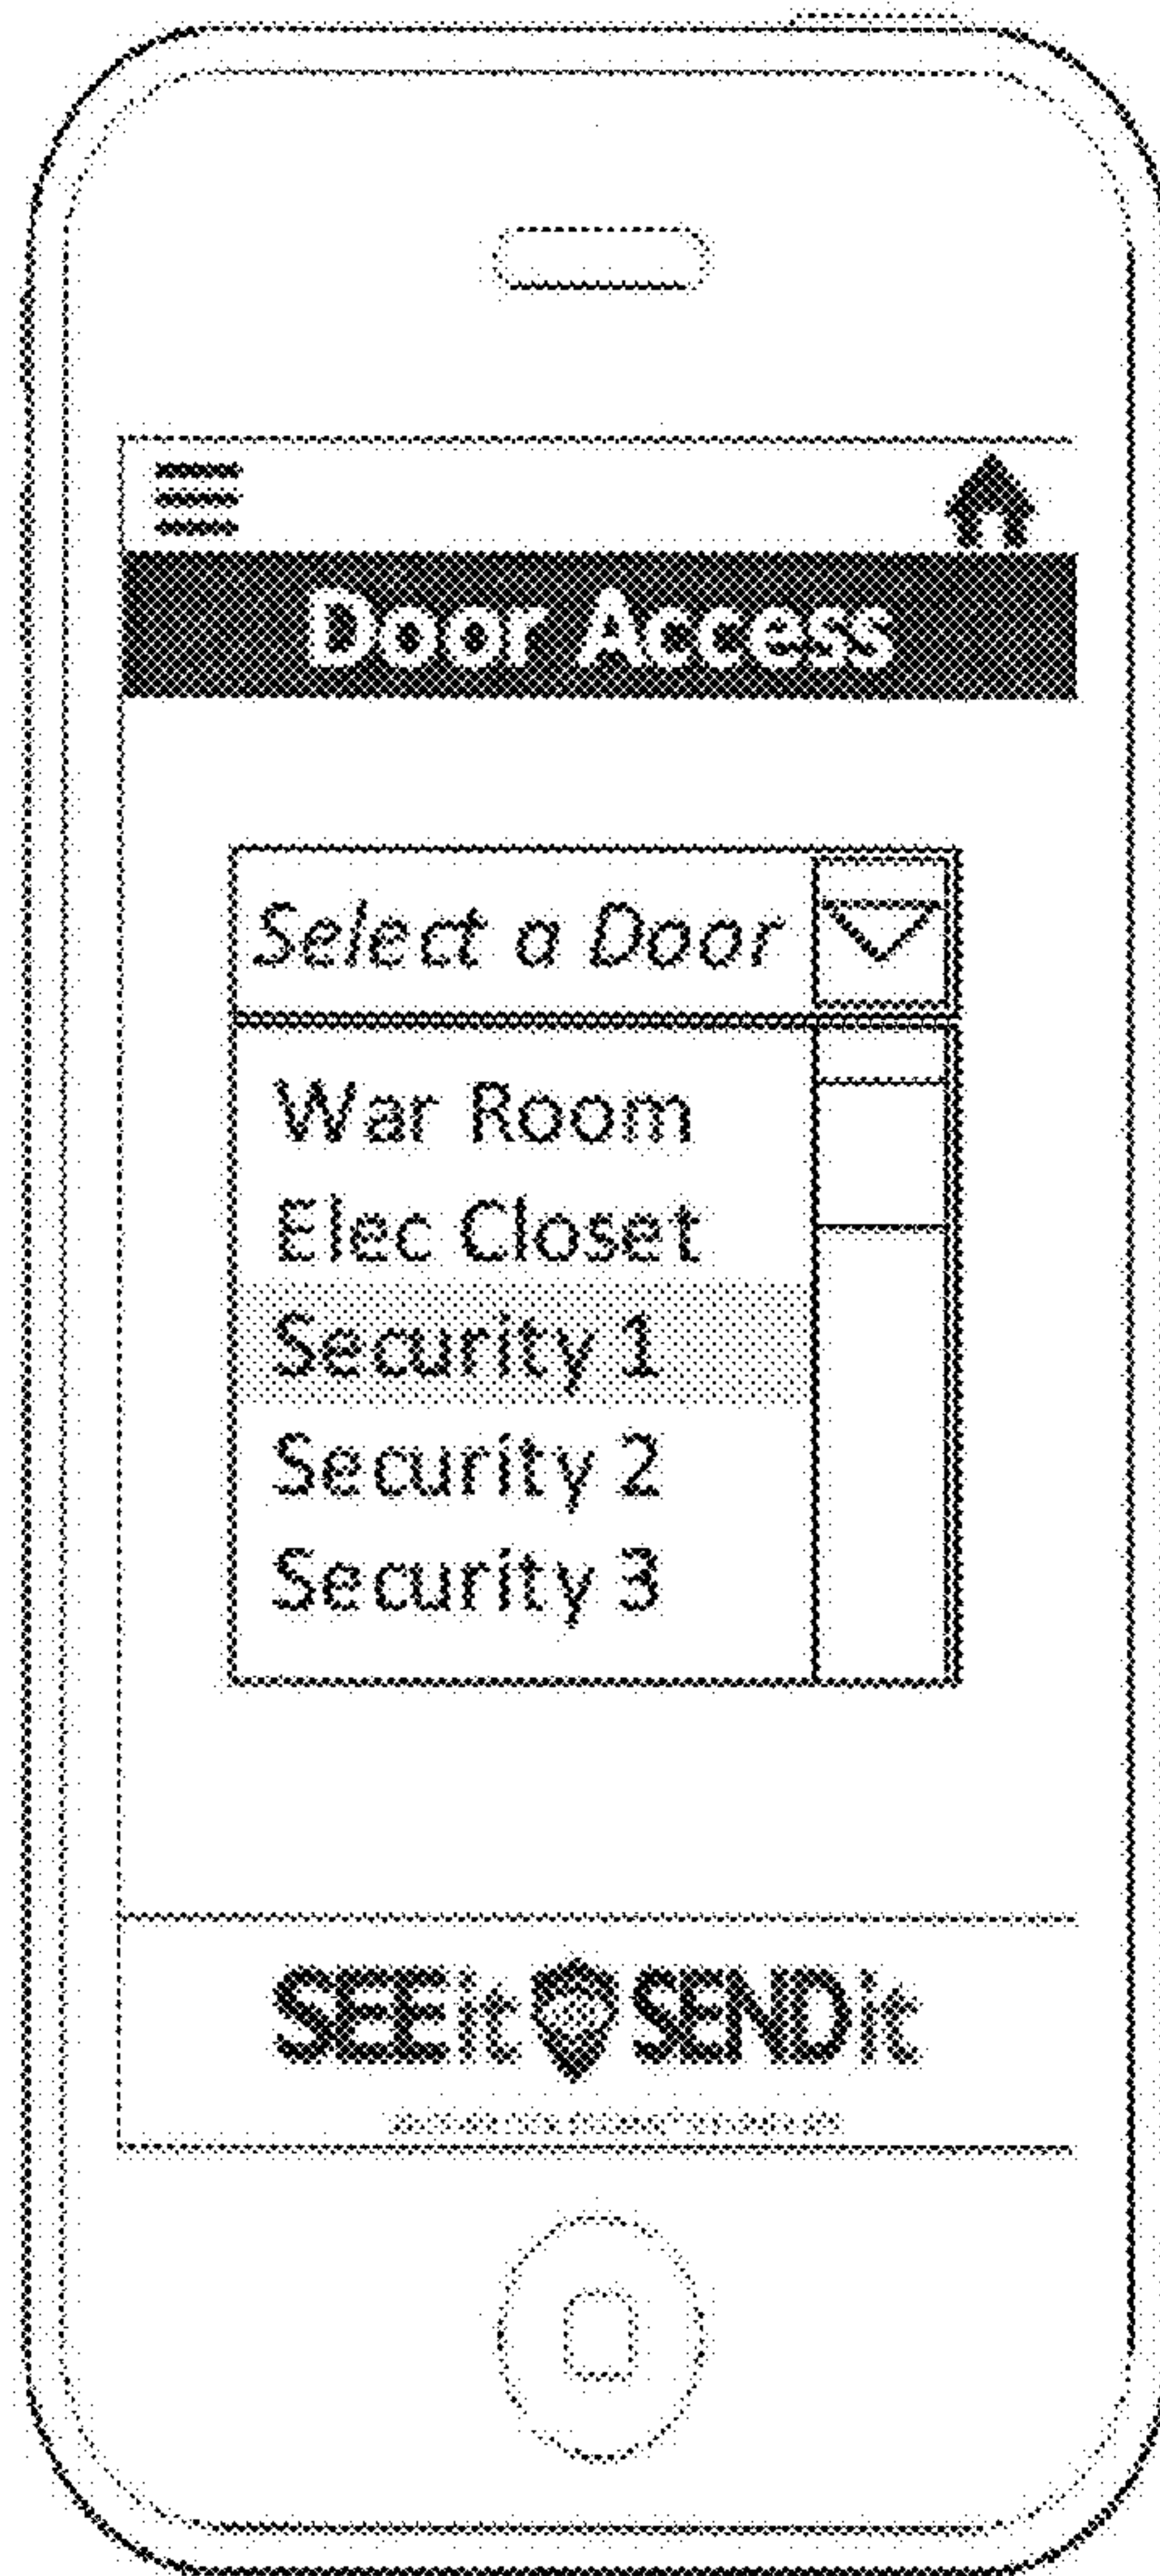 Door Access
Select a Door
War Room
Elec Closet
Security 1
Security 2
Security 3
SEEit SENDit